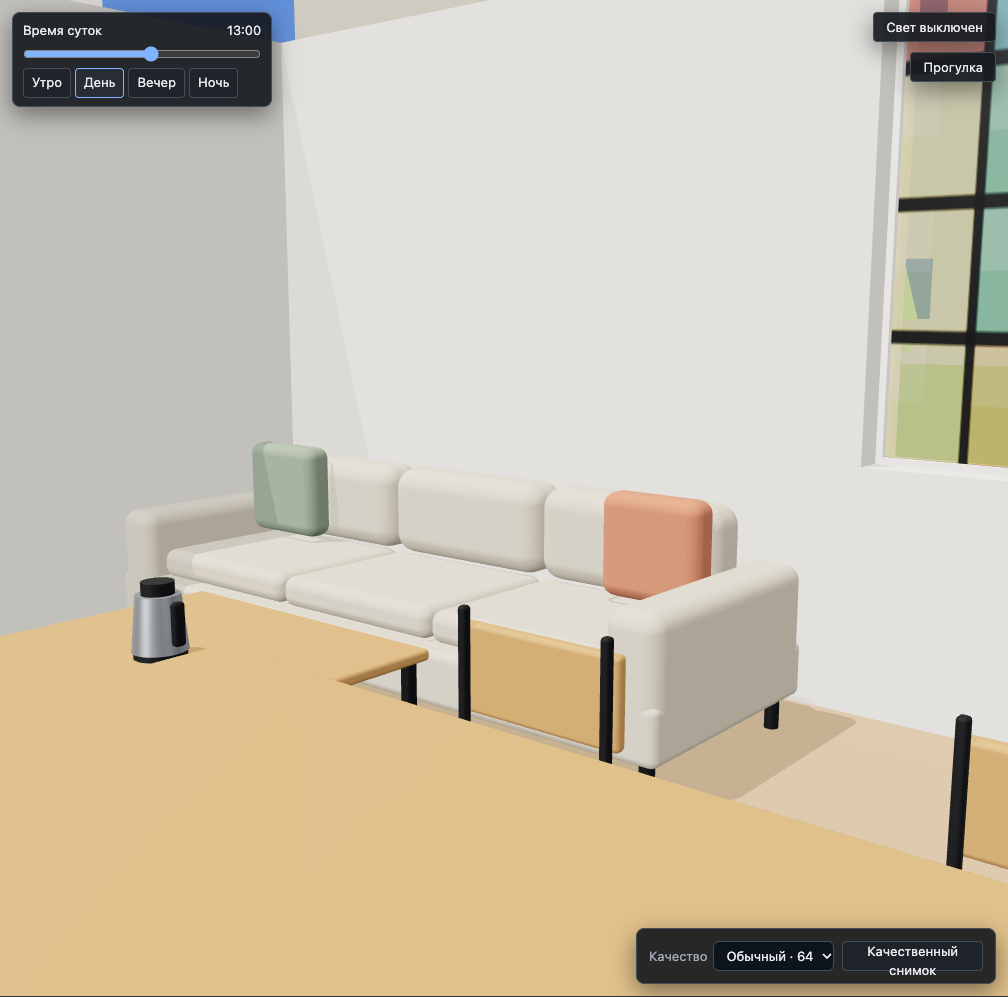 Время суток 13:00
Утро День Вечер Ночь
Свет выключен
Прогулка
Качество Обычный · 64 Качественный
снимок